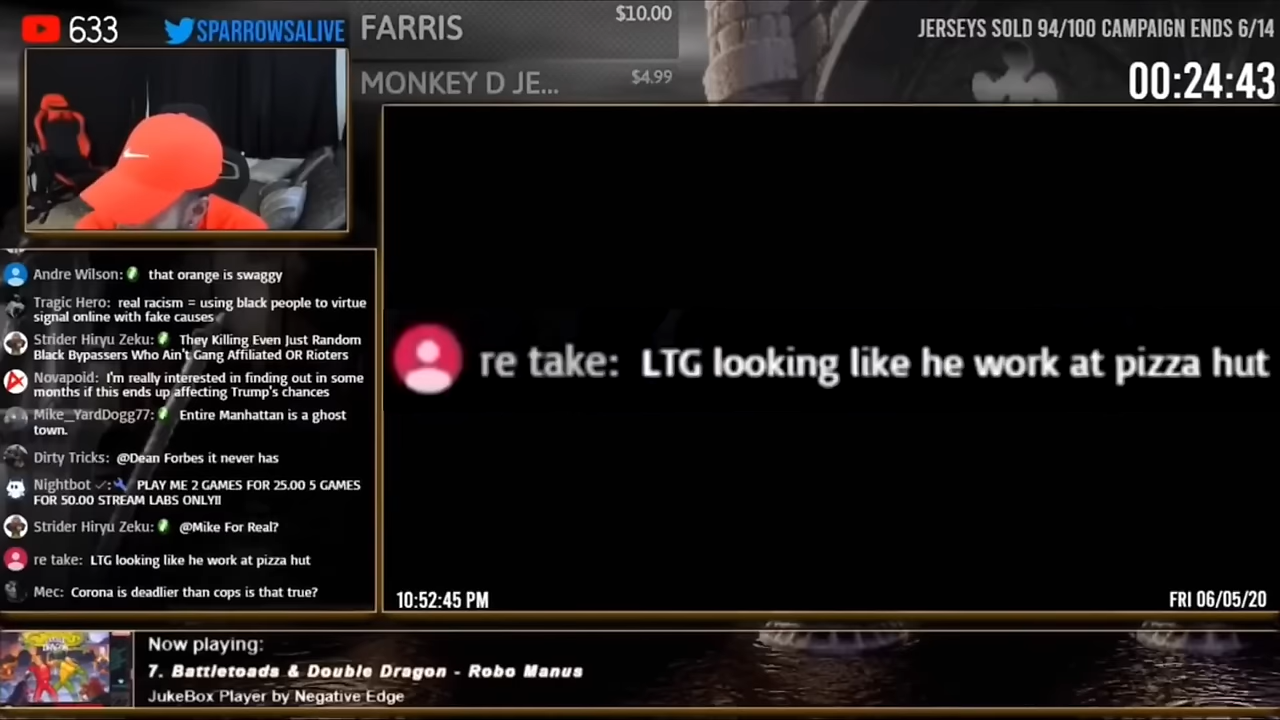 633
SPARROWSALIVE
FARRIS
$10.00
MONKEY D JE...
$4.99
JERSEYS SOLD 94/100 CAMPAIGN ENDS 6/14
00:24:43
Andre Wilson: that orange is swaggy
Tragic Hero: real racism = using black people to virtue
signal online with fake causes
Strider Hiryu Zeku: They Killing Even Just Random
Black Bypassers Who Ain't Gang Affiliated OR Rioters
Novapoid: I'm really interested in finding out in some
months if this ends up affecting Trump's chances
Mike_YardDogg77: Entire Manhattan is a ghost
town.
Dirty Tricks: @Dean Forbes it never has
Nightbot ✓: PLAY ME 2 GAMES FOR 25.00 5 GAMES
FOR 50.00 STREAM LABS ONLY!!
Strider Hiryu Zeku: @Mike For Real?
re take: LTG looking like he work at pizza hut
Mec: Corona is deadlier than cops is that true?
re take: LTG looking like he work at pizza hut
10:52:45 PM
FRI 06/05/20
Now playing:
7. Battletoads & Double Dragon - Robo Manus
JukeBox Player by Negative Edge